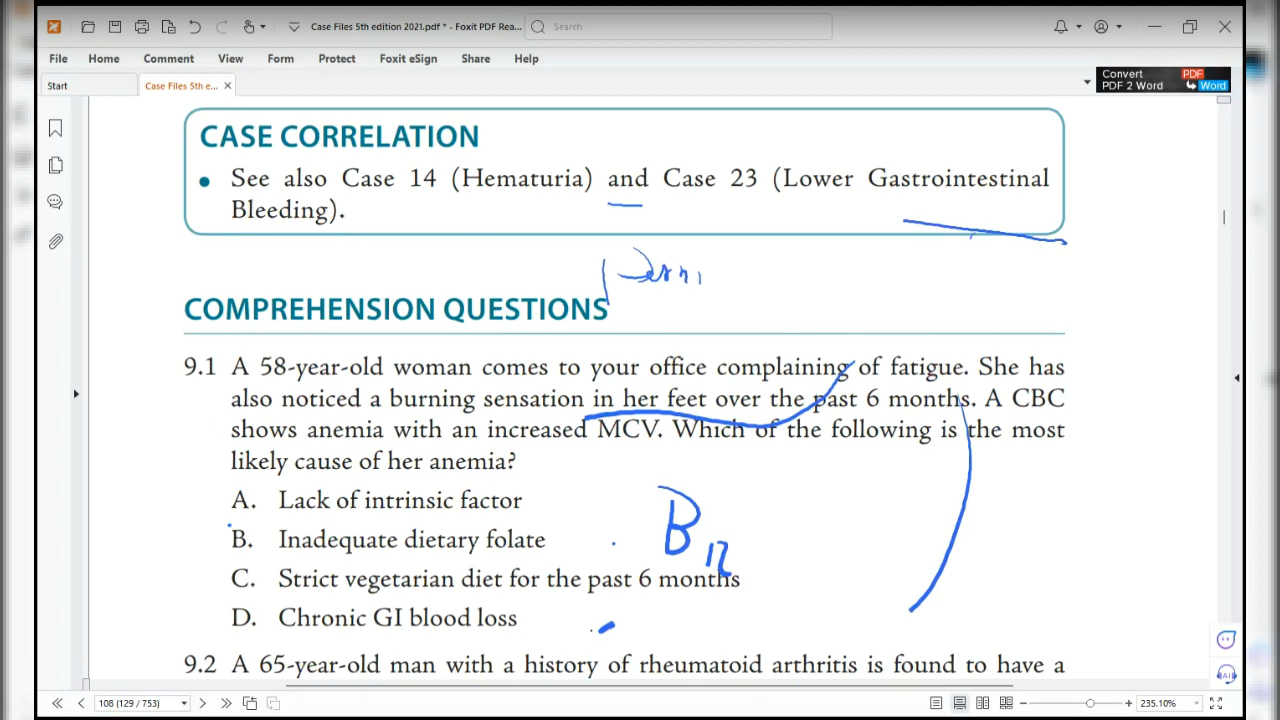 Case Files 5th edition 2021.pdf * - Foxit PDF Rea...
Search
File Home Comment View Form Protect Foxit eSign Share Help
Start
Case Files 5th e...
Convert PDF
PDF 2 Word Word
CASE CORRELATION
• See also Case 14 (Hematuria) and Case 23 (Lower Gastrointestinal
Bleeding).
Perni
COMPREHENSION QUESTIONS
9.1 A 58-year-old woman comes to your office complaining of fatigue. She has
also noticed a burning sensation in her feet over the past 6 months. A CBC
shows anemia with an increased MCV. Which of the following is the most
likely cause of her anemia?
A. Lack of intrinsic factor
B. Inadequate dietary folate
B12
C. Strict vegetarian diet for the past 6 months
D. Chronic GI blood loss
9.2 A 65-year-old man with a history of rheumatoid arthritis is found to have a
108 (129 / 753)
235.10%